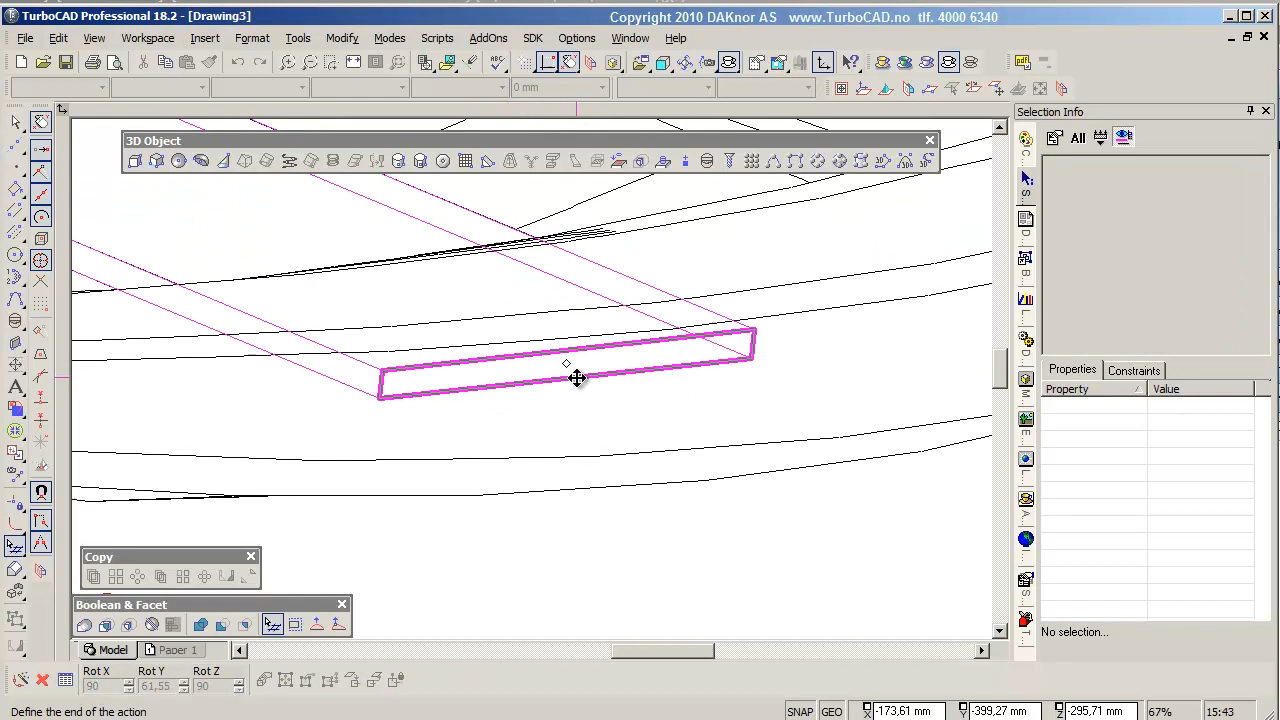 TurboCAD Professional 18.2 - [Drawing3]
Copyright 2010 DAKnor AS www.TurboCAD.no tlf. 4000 6340
File Edit View Workspace Insert Format Tools Modify Modes Scripts AddOns SDK Options Window Help
0 mm
Selection Info
3D Object
All
Properties Constraints
Property Value
Copy
Boolean & Facet
No selection...
Model Paper 1
Rot X Rot Y Rot Z
90 61,55 90
Define the end of the action
SNAP GEO X -173,61 mm Y -399,27 mm Z -295,71 mm 67% 15:43